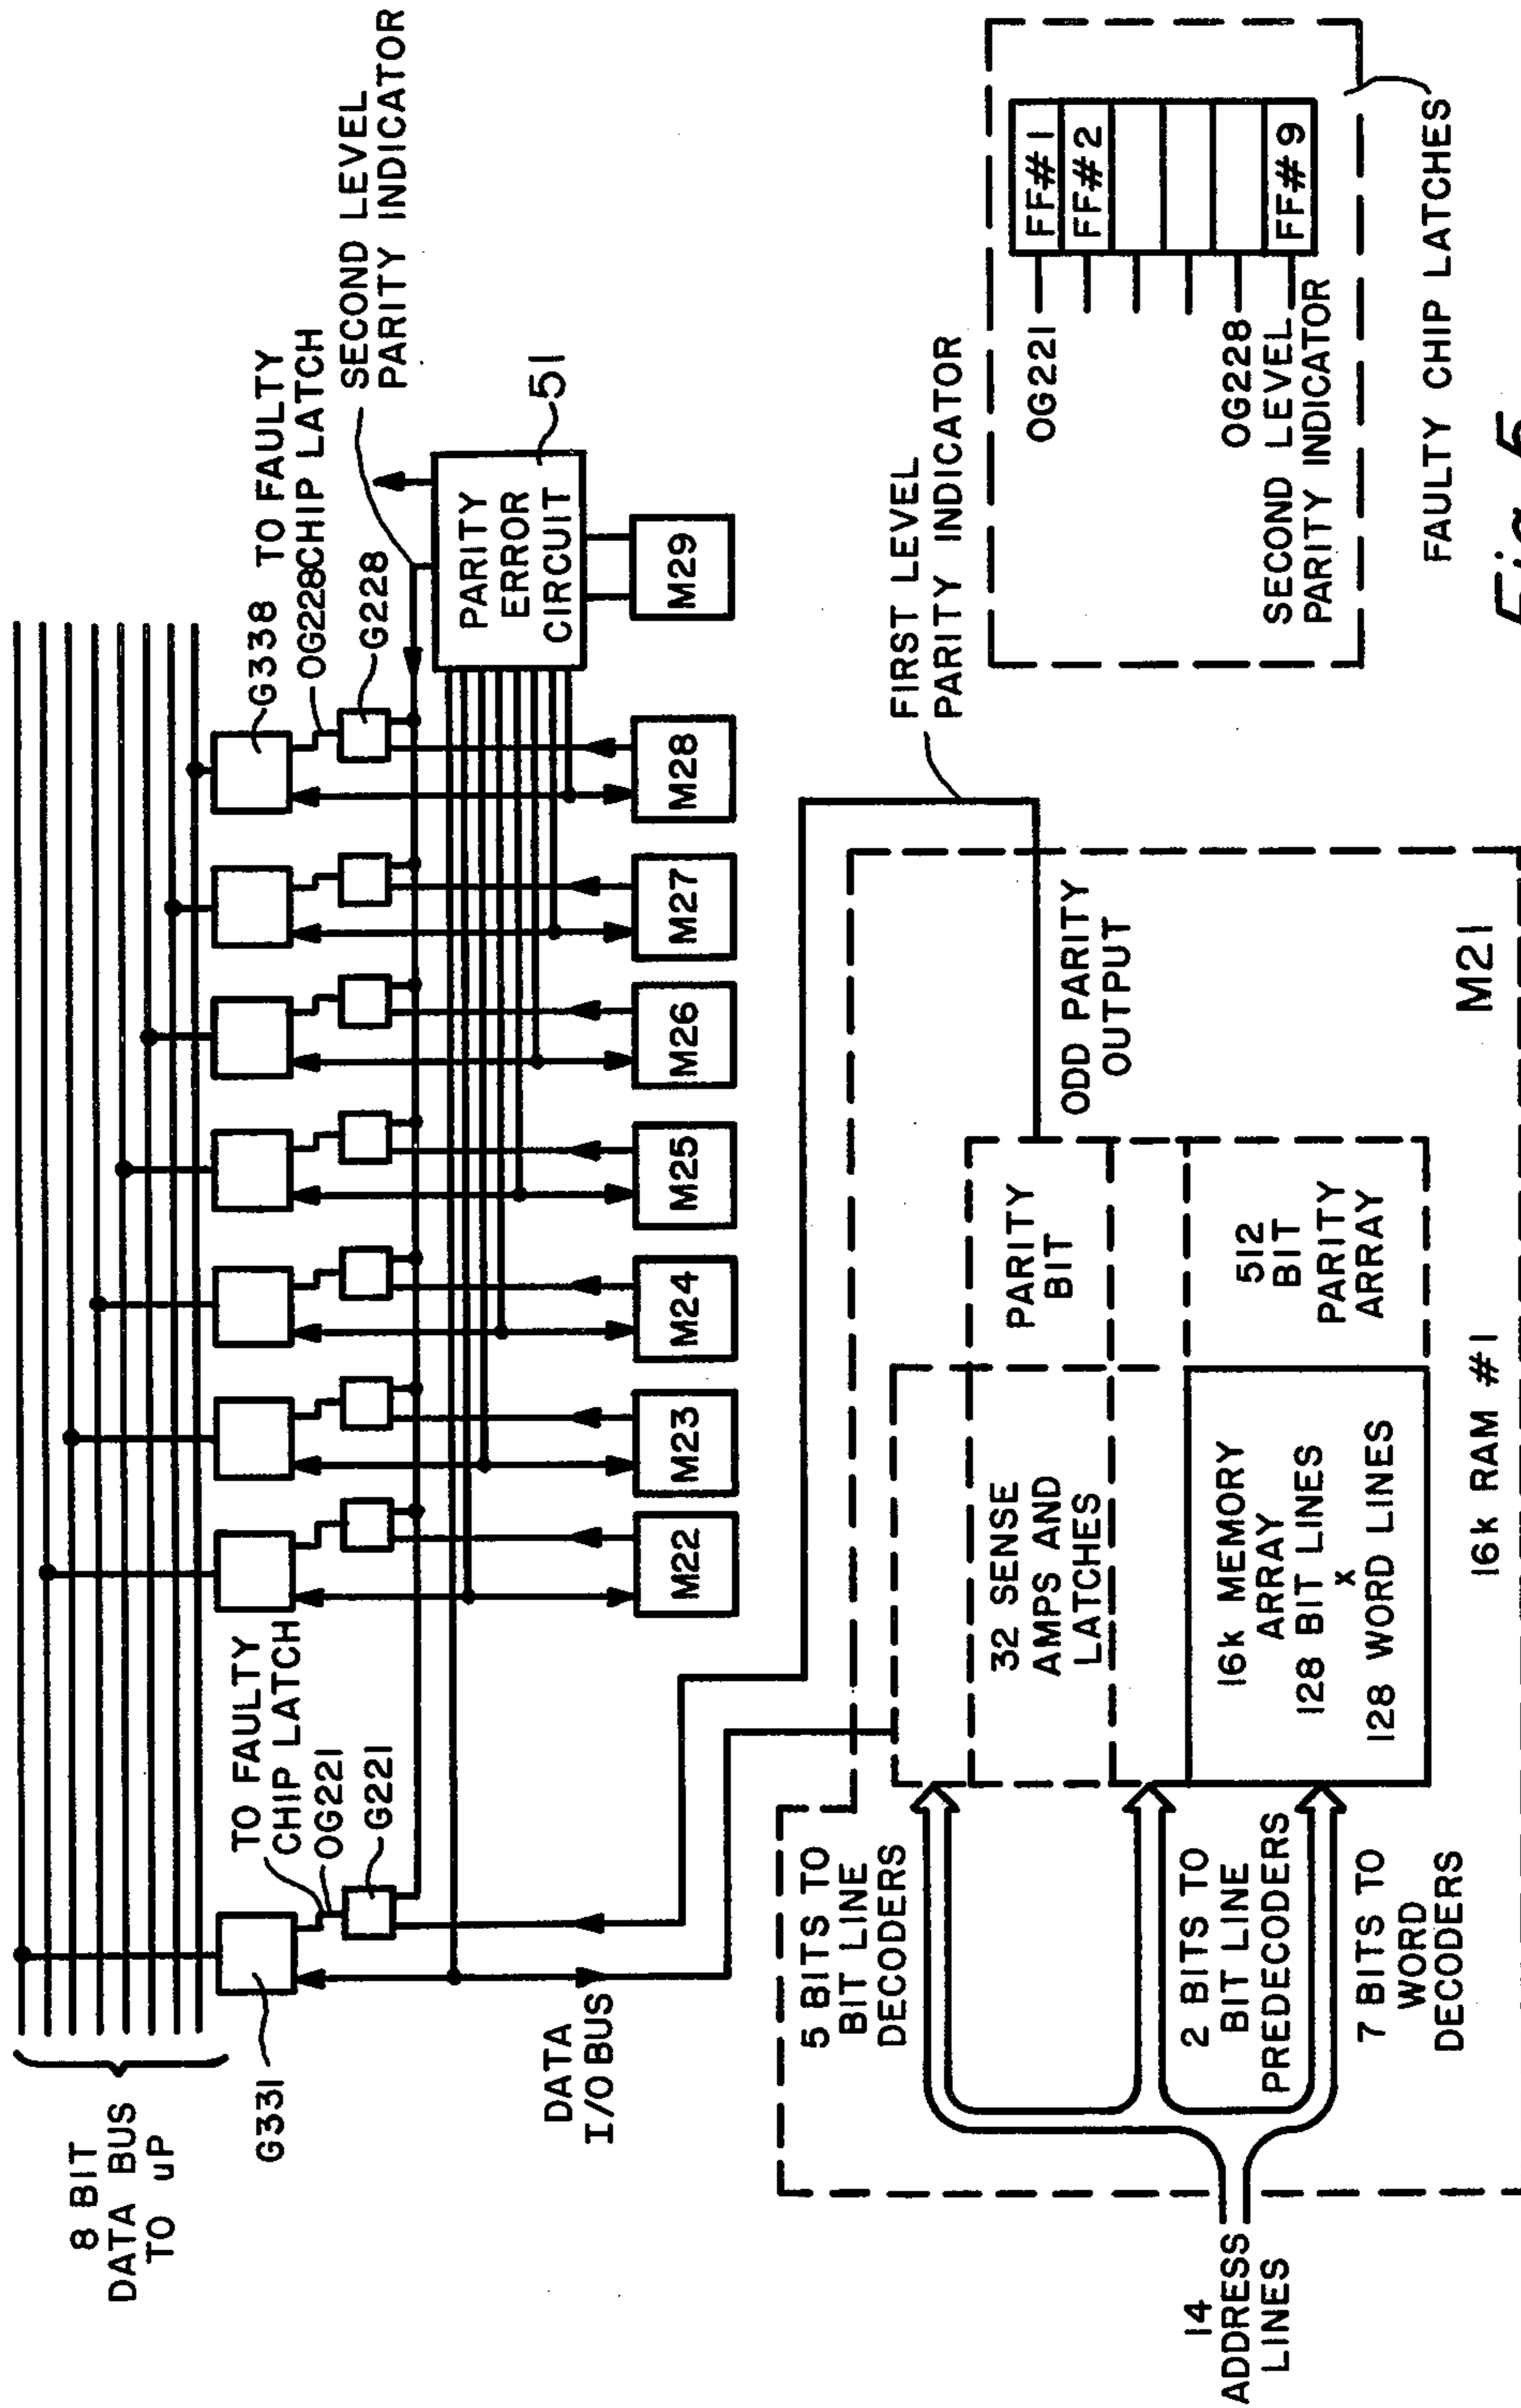 8 BIT
DATA BUS
TO uP
G331
TO FAULTY
CHIP LATCH
OG221
G221
G338
TO FAULTY
CHIP LATCH
OG228
G228
SECOND LEVEL
PARITY INDICATOR
PARITY
ERROR
CIRCUIT
51
DATA
I/O BUS
M22
M23
M24
M25
M26
M27
M28
M29
FIRST LEVEL
PARITY INDICATOR
5 BITS TO
BIT LINE
DECODERS
2 BITS TO
BIT LINE
PREDECODERS
7 BITS TO
WORD
DECODERS
14
ADDRESS
LINES
32 SENSE
AMPS AND
LATCHES
PARITY
BIT
ODD PARITY
OUTPUT
16k MEMORY
ARRAY
128 BIT LINES
x
128 WORD LINES
512
BIT
PARITY
ARRAY
16k RAM #1
M21
OG221
OG228
SECOND LEVEL
PARITY INDICATOR
FF#1
FF#2
FF#9
FAULTY CHIP LATCHES